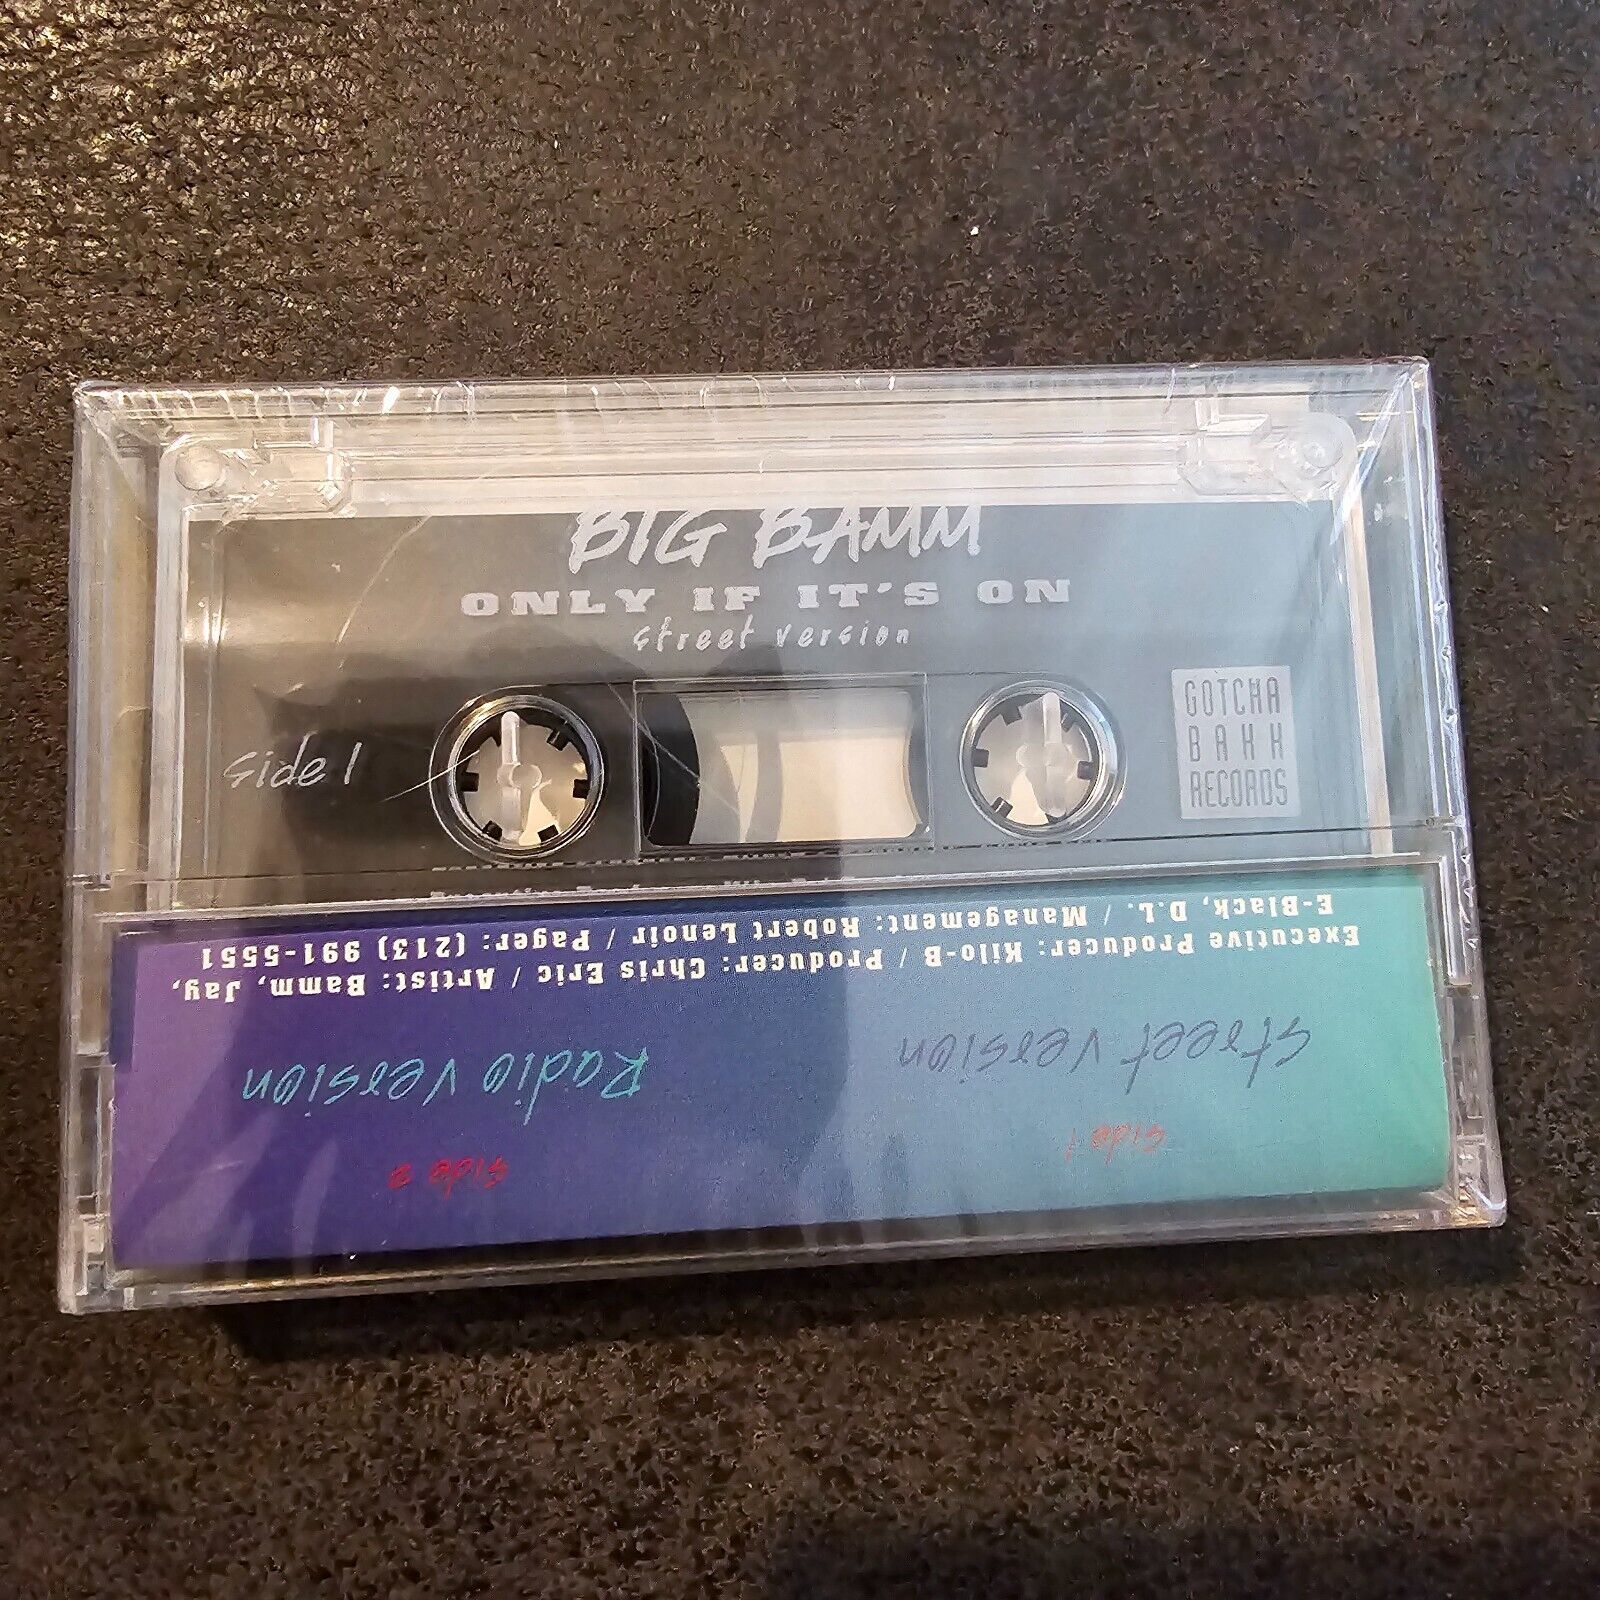 BIG BAMM
ONLY IF IT'S ON
street version
side 1
GOTCHA
BAKK
RECORDS
Executive Producer: Kilo-B / Producer: Chris Eric / Artist: Bamm, Jay,
E-Black, D.L. / Management: Robert Lenoir / Pager: (213) 991-5551
Street Version
Radio Version
side 1
side 2